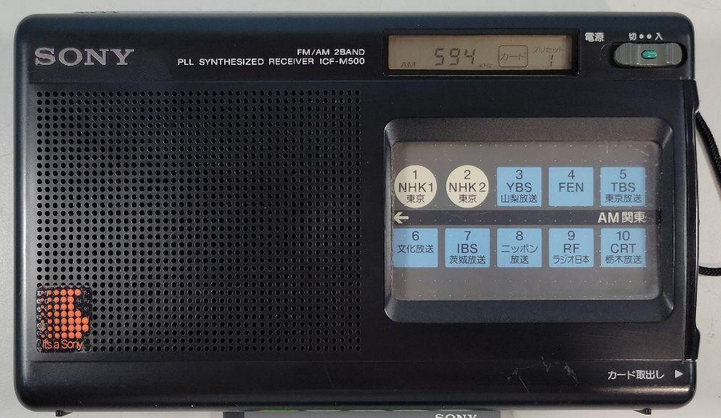 SONY
FM/AM 2BAND
PLL SYNTHESIZED RECEIVER ICF-M500
AM 594 kHz カード プリセット 1
電源 切 入
1 NHK1 東京
2 NHK2 東京
3 YBS 山梨放送
4 FEN
5 TBS 東京放送
← AM関東
6 文化放送
7 IBS 茨城放送
8 ニッポン放送
9 RF ラジオ日本
10 CRT 栃木放送
It's a Sony
カード取出し ▶
SONY